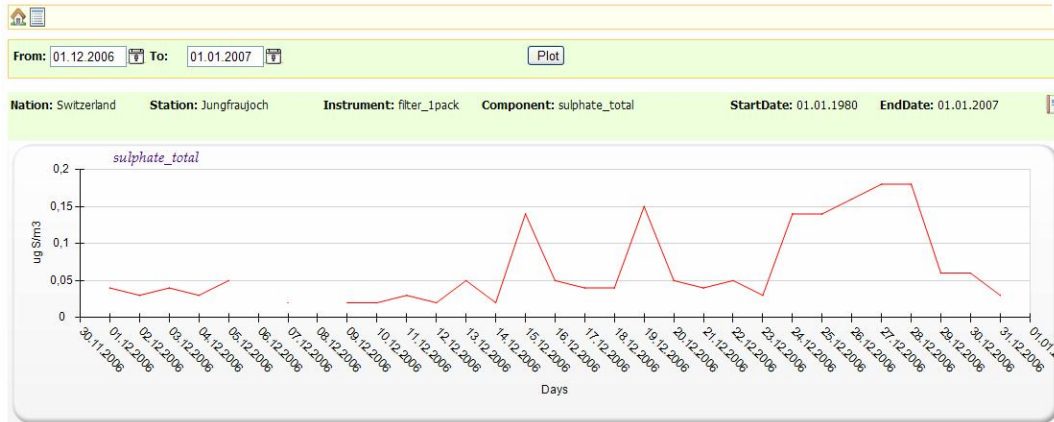 From: 01.12.2006 To: 01.01.2007 Plot
Nation: Switzerland Station: Jungfraujoch Instrument: filter_1pack Component: sulphate_total StartDate: 01.01.1980 EndDate: 01.01.2007
sulphate_total
0,2
0,15
0,1
0,05
0
ug S/m3
30.11.2006 01.12.2006 02.12.2006 03.12.2006 04.12.2006 05.12.2006 06.12.2006 07.12.2006 08.12.2006 09.12.2006 10.12.2006 11.12.2006 12.12.2006 13.12.2006 14.12.2006 15.12.2006 16.12.2006 17.12.2006 18.12.2006 19.12.2006 20.12.2006 21.12.2006 22.12.2006 23.12.2006 24.12.2006 25.12.2006 26.12.2006 27.12.2006 28.12.2006 29.12.2006 30.12.2006 31.12.2006
Days